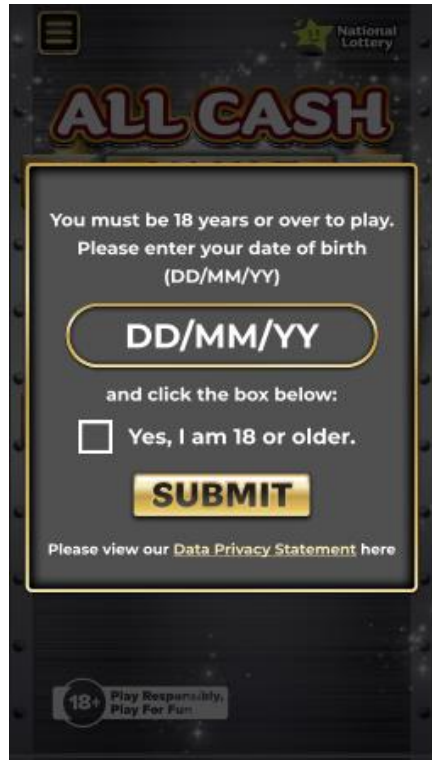 National
Lottery
ALL CASH
You must be 18 years or over to play.
Please enter your date of birth
(DD/MM/YY)
DD/MM/YY
and click the box below:
Yes, I am 18 or older.
SUBMIT
Please view our Data Privacy Statement here
18+
Play Responsibly,
Play For Fun